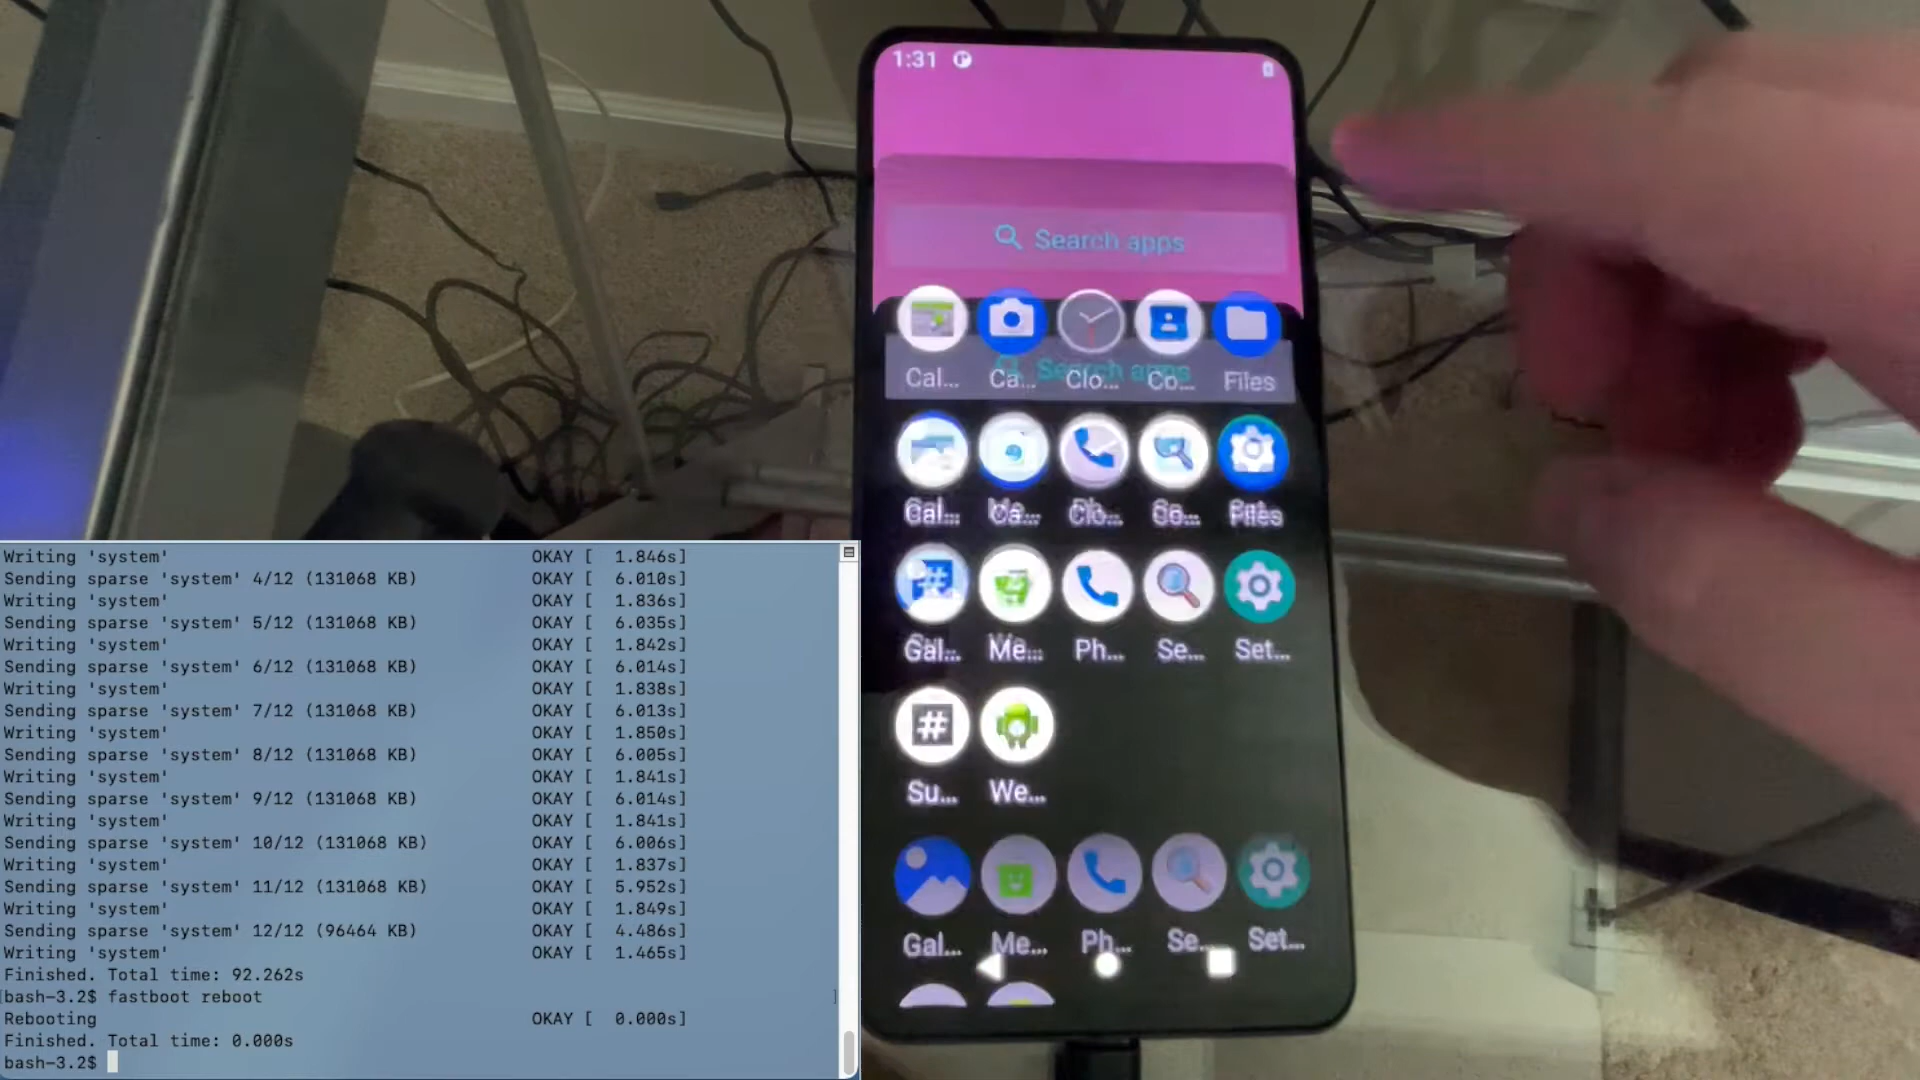 1:31
Search apps
Cal... Ca... Clo... Co... Files
Search apps
Cal... Ca... Clo... Co... Files
Gal... Me... Ph... Se... Set...
Su... We...
Gal... Me... Ph... Se... Set...
Writing 'system' OKAY [ 1.846s]
Sending sparse 'system' 4/12 (131068 KB) OKAY [ 6.010s]
Writing 'system' OKAY [ 1.836s]
Sending sparse 'system' 5/12 (131068 KB) OKAY [ 6.035s]
Writing 'system' OKAY [ 1.842s]
Sending sparse 'system' 6/12 (131068 KB) OKAY [ 6.014s]
Writing 'system' OKAY [ 1.838s]
Sending sparse 'system' 7/12 (131068 KB) OKAY [ 6.013s]
Writing 'system' OKAY [ 1.850s]
Sending sparse 'system' 8/12 (131068 KB) OKAY [ 6.005s]
Writing 'system' OKAY [ 1.841s]
Sending sparse 'system' 9/12 (131068 KB) OKAY [ 6.014s]
Writing 'system' OKAY [ 1.841s]
Sending sparse 'system' 10/12 (131068 KB) OKAY [ 6.006s]
Writing 'system' OKAY [ 1.837s]
Sending sparse 'system' 11/12 (131068 KB) OKAY [ 5.952s]
Writing 'system' OKAY [ 1.849s]
Sending sparse 'system' 12/12 (96464 KB) OKAY [ 4.486s]
Writing 'system' OKAY [ 1.465s]
Finished. Total time: 92.262s
[bash-3.2$ fastboot reboot ]
Rebooting OKAY [ 0.000s]
Finished. Total time: 0.000s
bash-3.2$